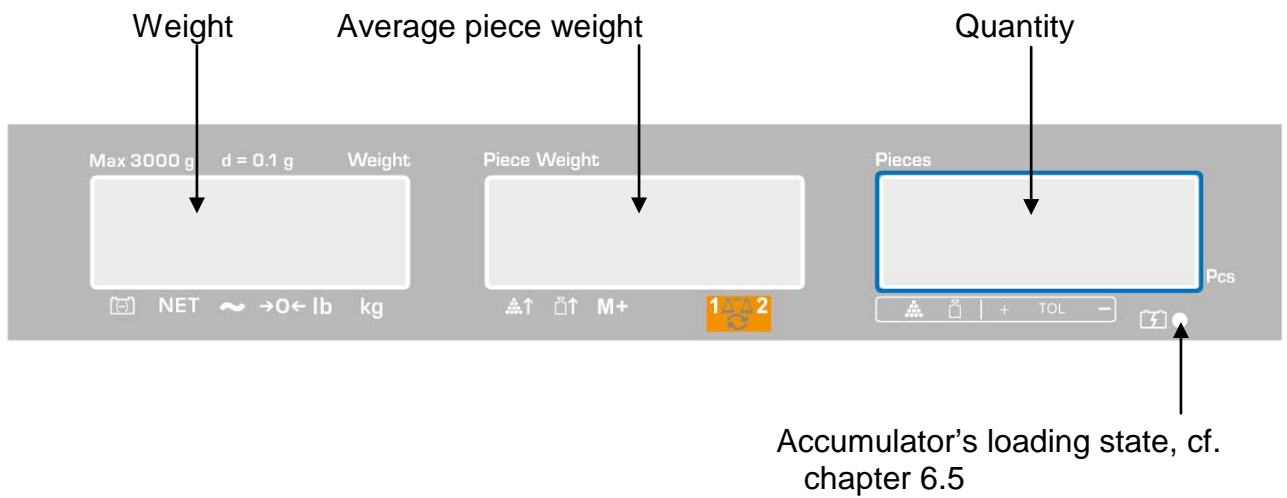 Weight Average piece weight Quantity
Max 3000 g d = 0.1 g Weight Piece Weight Pieces
Pcs
NET →0← lb kg M+ 1 2 + TOL −
Accumulator's loading state, cf.
chapter 6.5